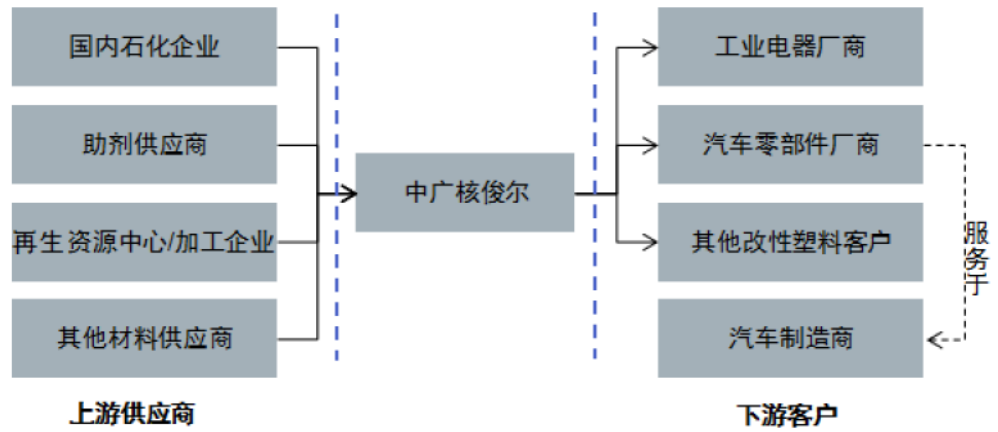 国内石化企业
助剂供应商
再生资源中心/加工企业
其他材料供应商
上游供应商
中广核俊尔
工业电器厂商
汽车零部件厂商
其他改性塑料客户
汽车制造商
服务于
下游客户